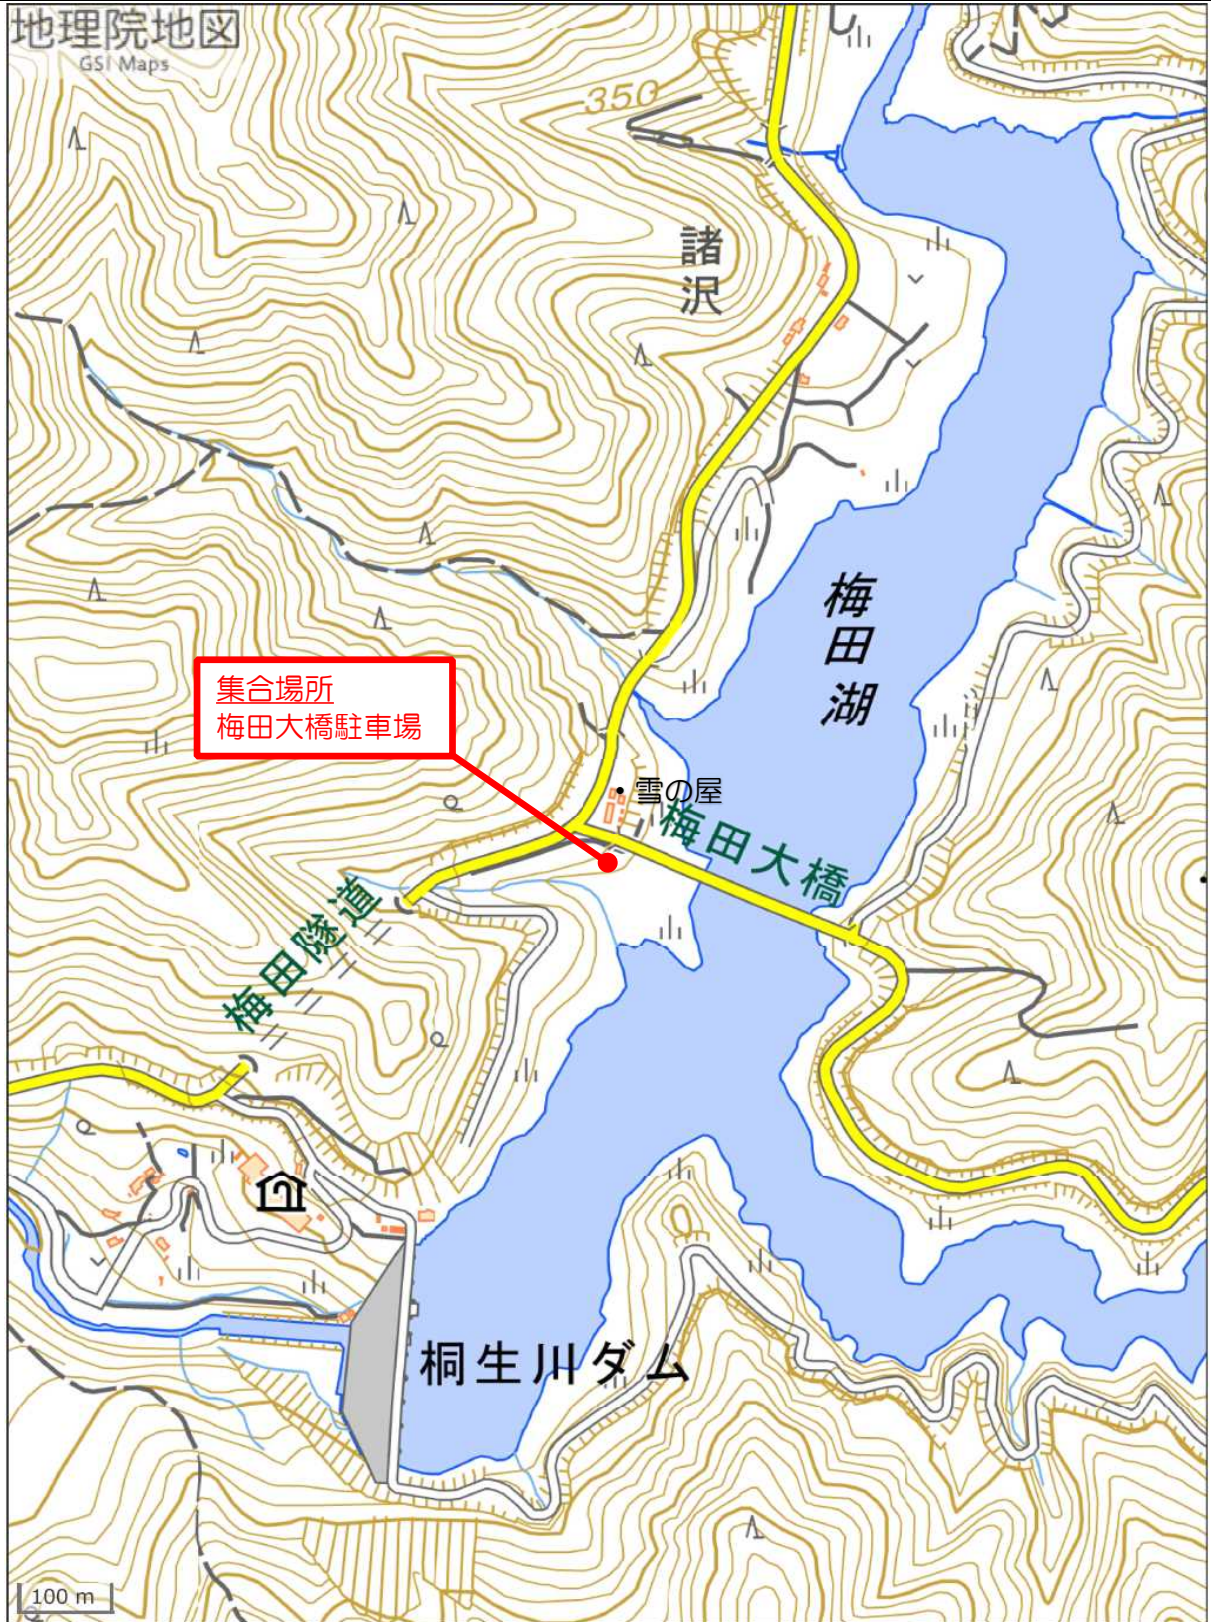 地理院地図
GSI Maps
350
諸沢
梅田湖
集合場所
梅田大橋駐車場
雪の屋
梅田大橋
梅田隧道
桐生川ダム
100 m